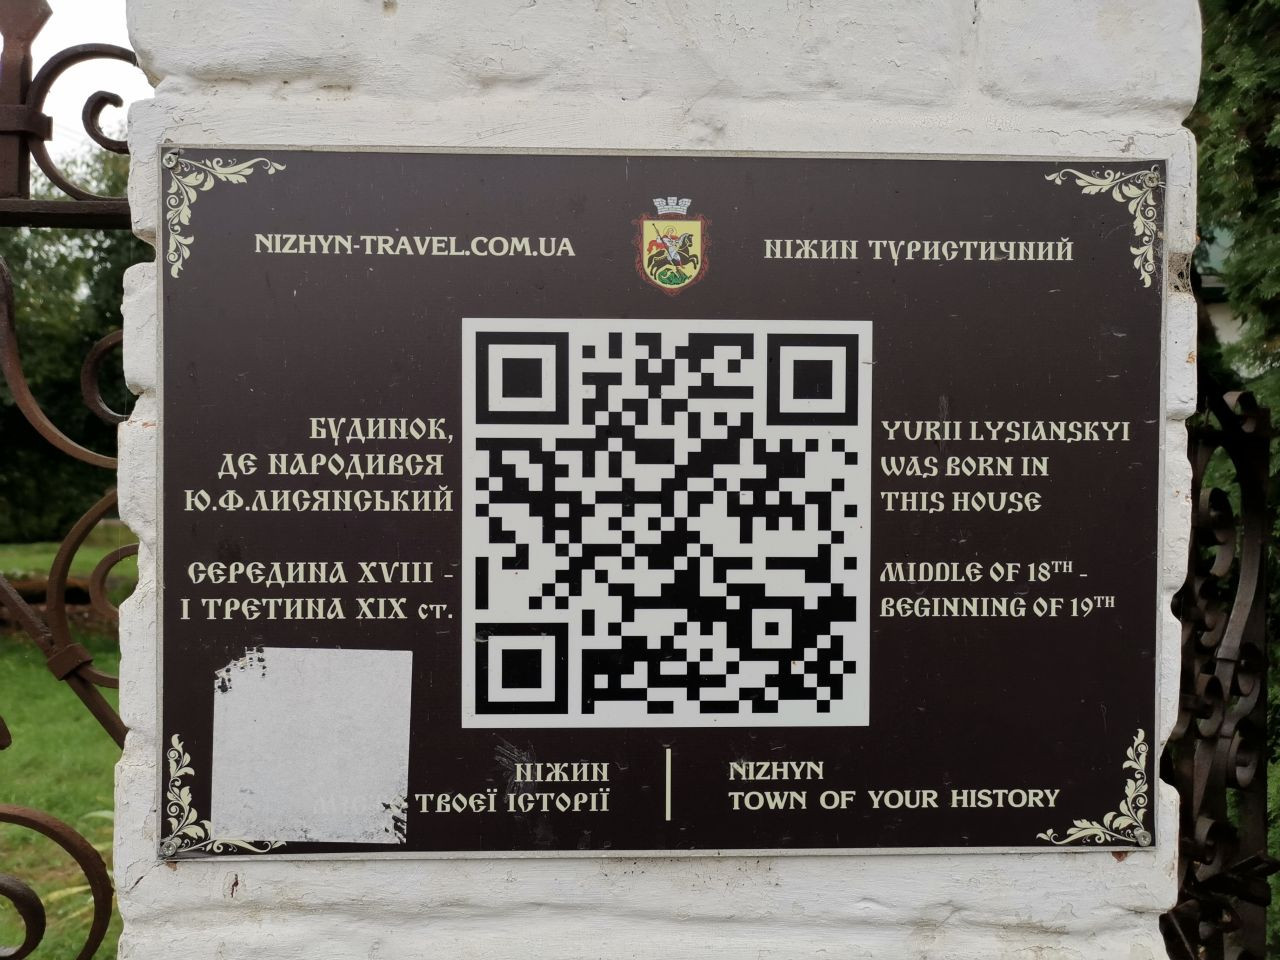 NIZHYN-TRAVEL.COM.UA
НІЖИН ТУРИСТИЧНИЙ
БУДИНОК,
ДЕ НАРОДИВСЯ
Ю.Ф.ЛИСЯНСЬКИЙ
СЕРЕДИНА XVIII -
І ТРЕТИНА XIX СТ.
YURII LYSIANSKYI
WAS BORN IN
THIS HOUSE
MIDDLE OF 18TH -
BEGINNING OF 19TH
НІЖИН
ТВОЄЇ ІСТОРІЇ
NIZHYN
TOWN OF YOUR HISTORY